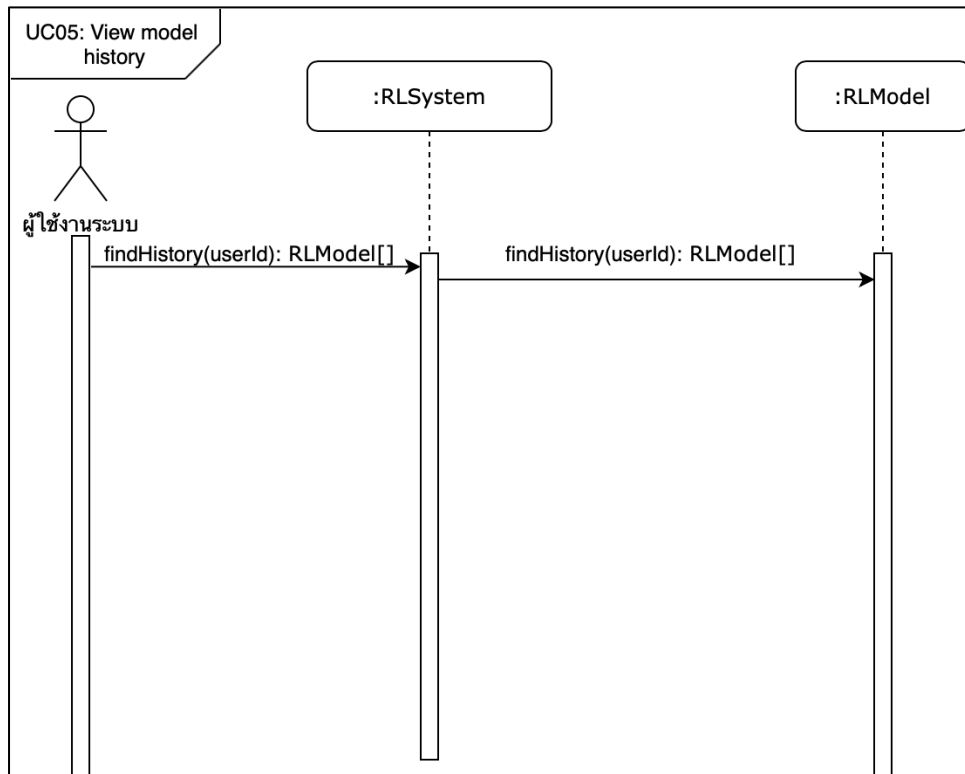 UC05: View model
history
:RLSystem
:RLModel
ผู้ใช้งานระบบ
findHistory(userId): RLModel[]
findHistory(userId): RLModel[]